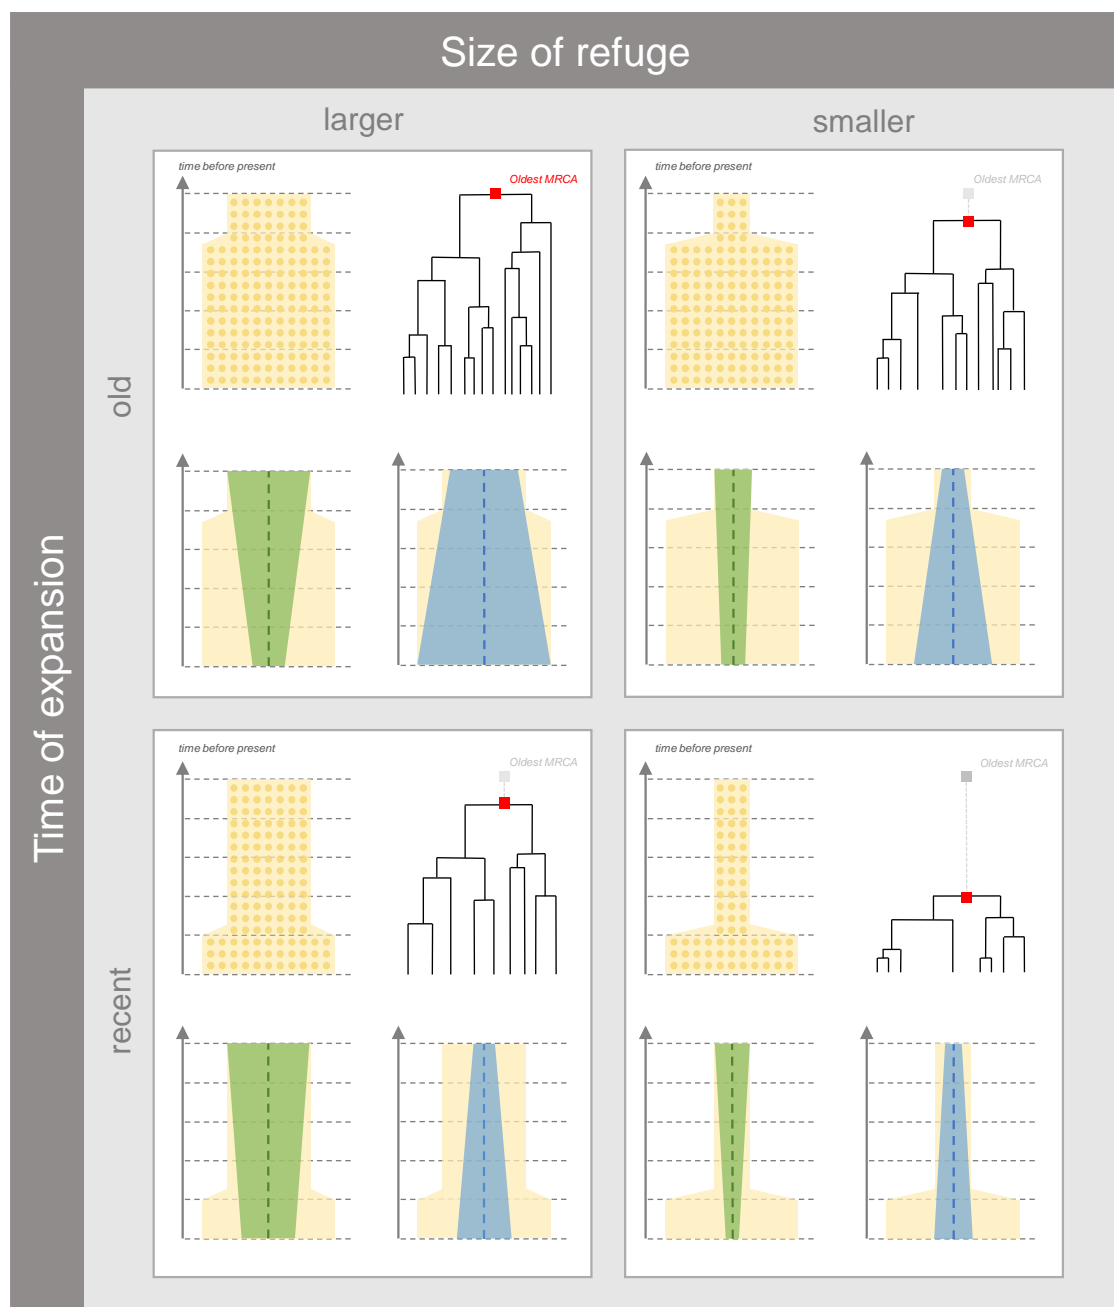 Size of refuge
larger
smaller
Time of expansion
old
time before present
Oldest MRCA
time before present
Oldest MRCA
recent
time before present
Oldest MRCA
time before present
Oldest MRCA